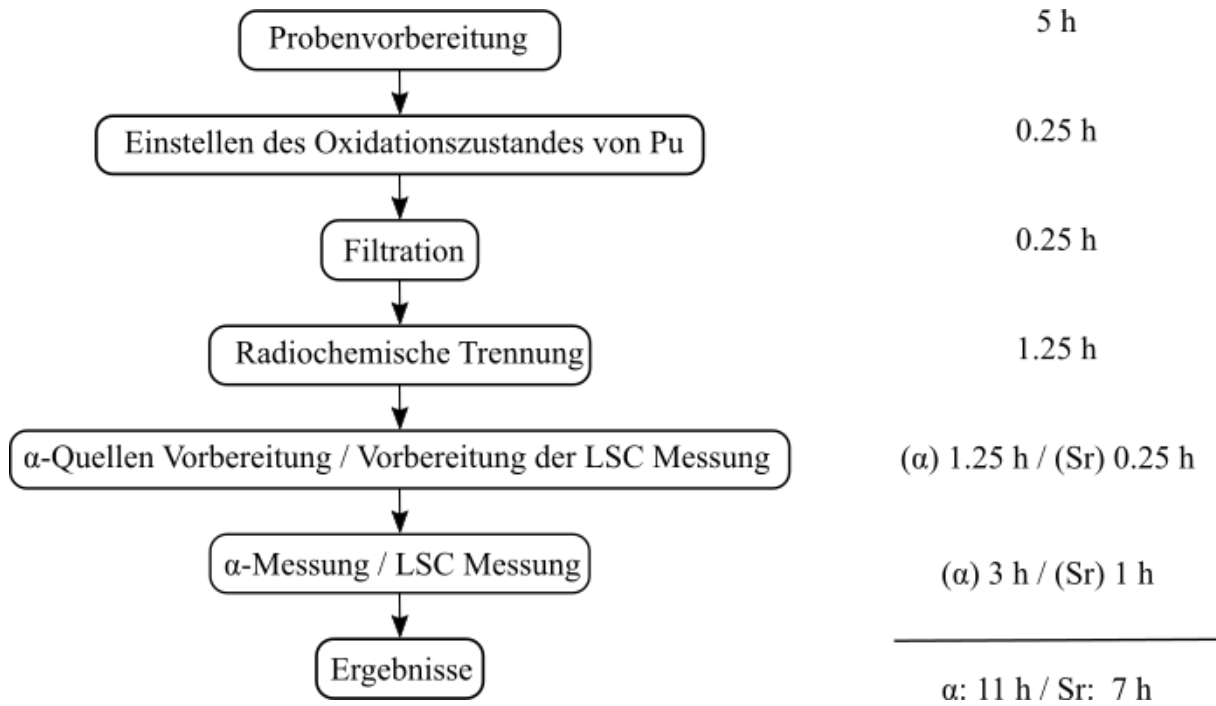 Probenvorbereitung 5 h
Einstellen des Oxidationszustandes von Pu 0.25 h
Filtration 0.25 h
Radiochemische Trennung 1.25 h
α-Quellen Vorbereitung / Vorbereitung der LSC Messung (α) 1.25 h / (Sr) 0.25 h
α-Messung / LSC Messung (α) 3 h / (Sr) 1 h
Ergebnisse α: 11 h / Sr: 7 h